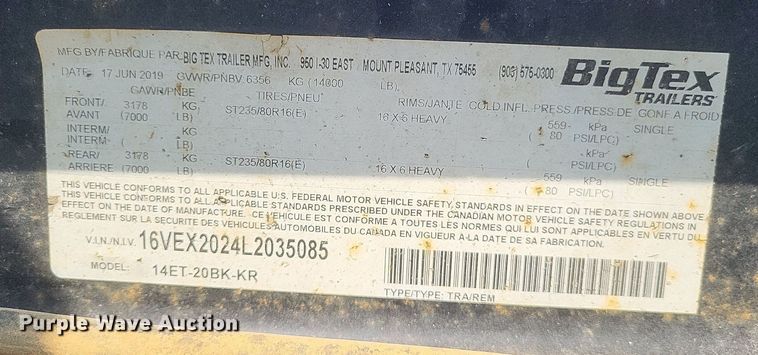 MFG BY/FABRIQUE PAR: BIG TEX TRAILER MFG, INC. 950 I-30 EAST MOUNT PLEASANT, TX 75455 (903) 575-0300
BigTex
TRAILERS
DATE: 17 JUN 2019 GVWR/PNBV 6356 KG (14000 LB),
GAWR/PNBE TIRES/PNEU RIMS/JANTE COLD INFL. PRESS/PRESS DE GONF A FROID
FRONT/ 3178 KG ST235/80R16(E) 16 X 6 HEAVY 559 kPa SINGLE
AVANT (7000 LB) ( 80 PSI/LPC)
INTERM/ KG
INTERM ( LB)
REAR/ 3178 KG ST235/80R16(E) 16 X 6 HEAVY 559 kPa SINGLE
ARRIERE (7000 LB) ( 80 PSI/LPC)
THIS VEHICLE CONFORMS TO ALL APPLICABLE U.S. FEDERAL MOTOR VEHICLE SAFETY STANDARDS IN EFFECT ON THE DATE SHOWN ABOVE.
THIS VEHICLE CONFORMS TO ALL APPLICABLE STANDARDS PRESCRIBED UNDER THE CANADIAN MOTOR VEHICLE SAFETY REGULATIONS IN
EFFECT ON THE DATE OF MANUFACTURE. CE VEHICULE EST CONFORME A TOUTES LES NORMES QUI LUI SONT APPLICABLES EN VERTU DU
REGLEMENT SUR LA SECURITE DES VEHICULES AUTOMOBILES DU CANADA EN VIGUEUR A LA DATE DE SA FABRICATION.
V.I.N./N.I.V. 16VEX2024L2035085
MODEL: 14ET-20BK-KR
TYPE/TYPE: TRA/REM
Purple Wave Auction